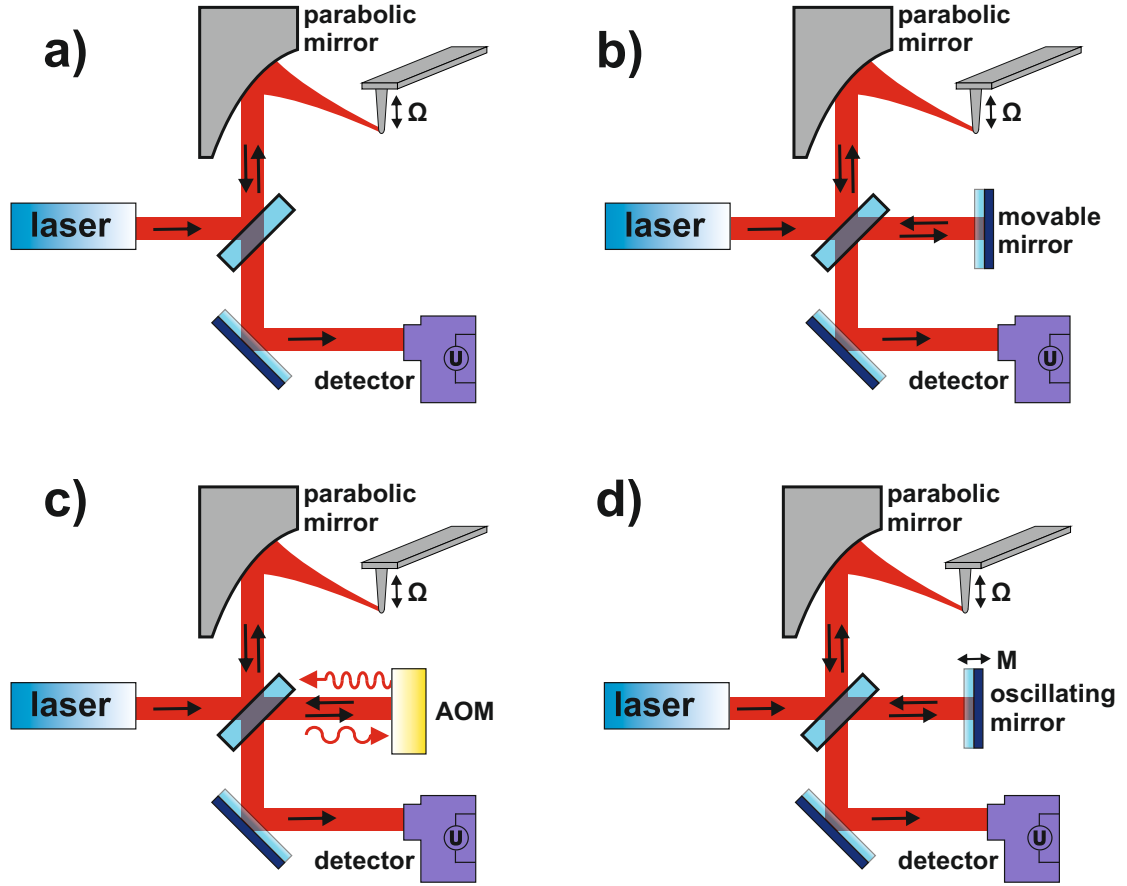 a)
parabolic
mirror
Ω
laser
detector
U
b)
parabolic
mirror
Ω
laser
movable
mirror
detector
U
c)
parabolic
mirror
Ω
laser
AOM
detector
U
d)
parabolic
mirror
Ω
M
laser
oscillating
mirror
detector
U